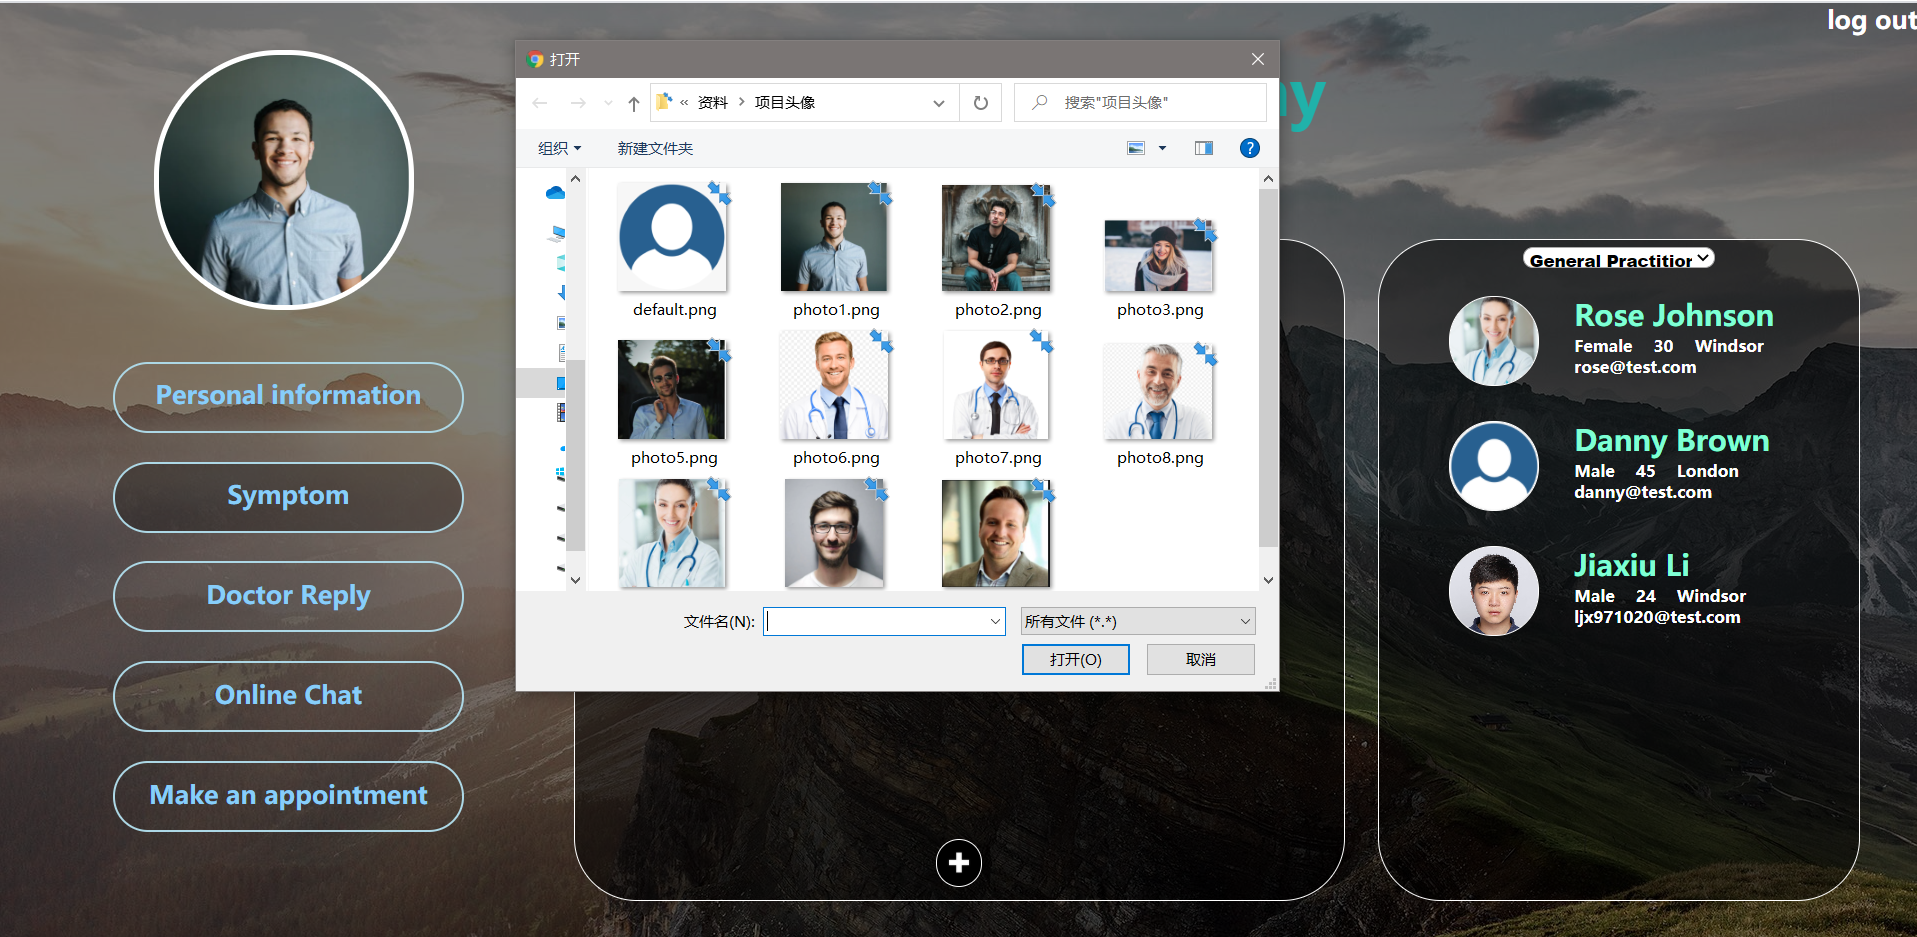 log out
打开
ny
« 资料 › 项目头像
搜索"项目头像"
组织
新建文件夹
default.png
photo1.png
photo2.png
photo3.png
photo5.png
photo6.png
photo7.png
photo8.png
文件名(N):
所有文件 (*.*)
打开(O)
取消
Personal information
Symptom
Doctor Reply
Online Chat
Make an appointment
General Practition
Rose Johnson
Female 30 Windsor
rose@test.com
Danny Brown
Male 45 London
danny@test.com
Jiaxiu Li
Male 24 Windsor
ljx971020@test.com